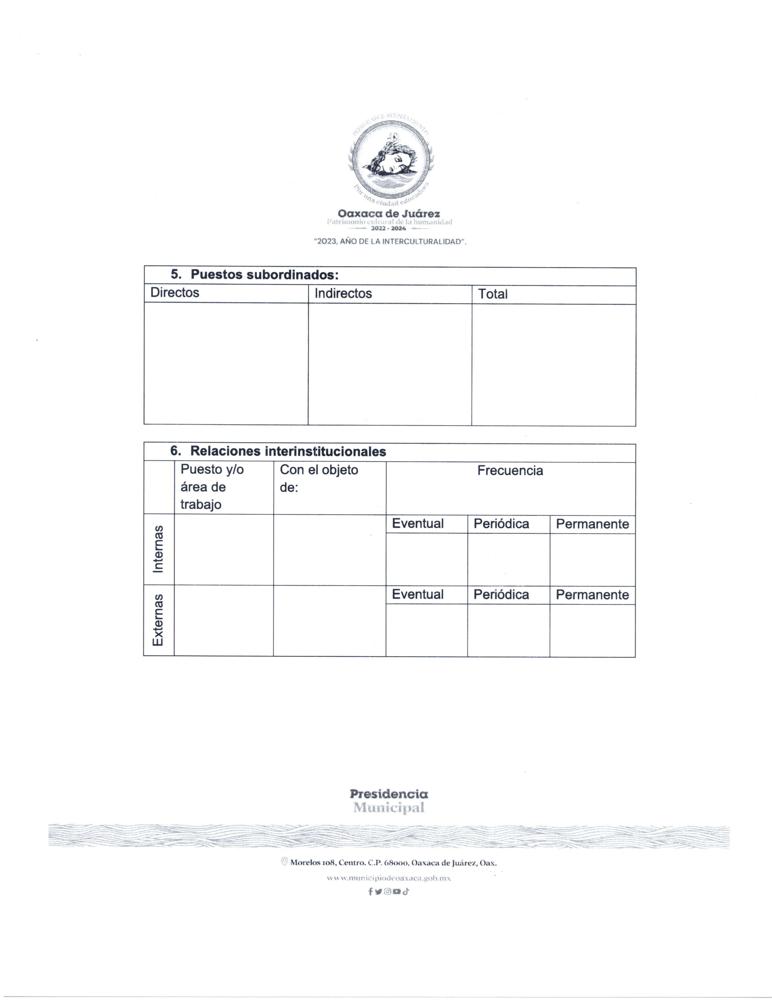 HONORABLE AYUNTAMIENTO
Por una ciudad educadora
Oaxaca de Juárez
Patrimonio cultural de la humanidad
2022 - 2024
"2023, AÑO DE LA INTERCULTURALIDAD".
5. Puestos subordinados:
Directos Indirectos Total
6. Relaciones interinstitucionales
Puesto y/o Con el objeto Frecuencia
área de de:
trabajo
Internas Eventual Periódica Permanente
Externas Eventual Periódica Permanente
Presidencia
Municipal
Morelos 108, Centro. C.P. 68000, Oaxaca de Juárez, Oax.
www.municipiodeoaxaca.gob.mx